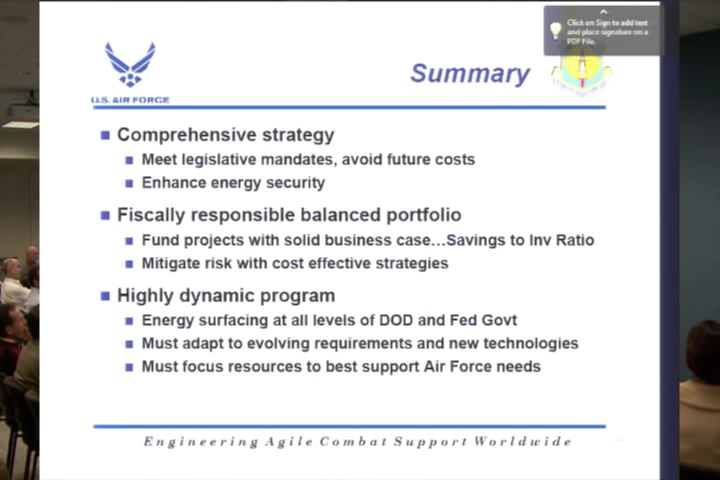 Click on Sign to add text
and place signature on a
PDF File.
Summary
U.S. AIR FORCE
Comprehensive strategy
Meet legislative mandates, avoid future costs
Enhance energy security
Fiscally responsible balanced portfolio
Fund projects with solid business case…Savings to Inv Ratio
Mitigate risk with cost effective strategies
Highly dynamic program
Energy surfacing at all levels of DOD and Fed Govt
Must adapt to evolving requirements and new technologies
Must focus resources to best support Air Force needs
Engineering Agile Combat Support Worldwide